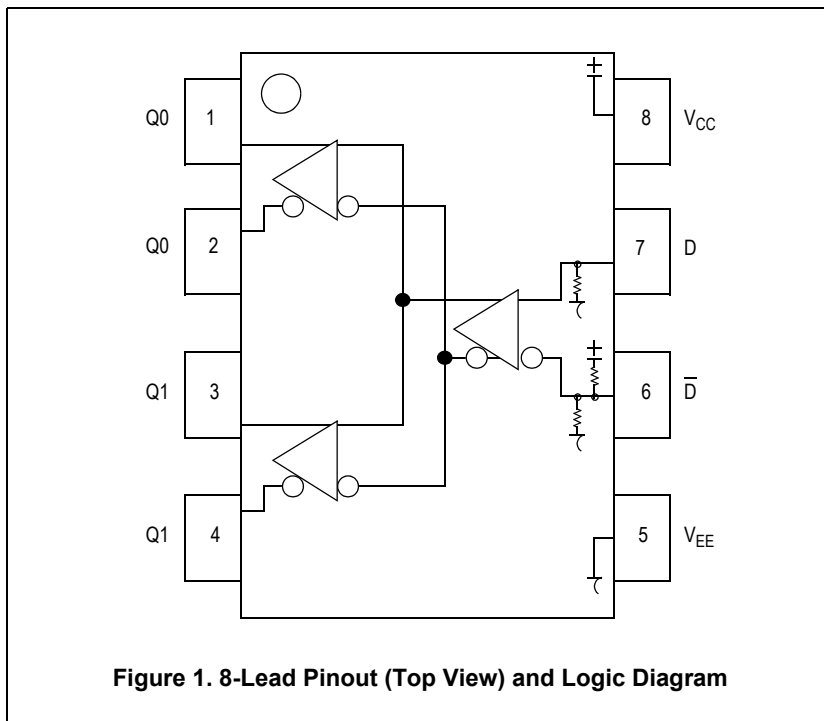 Q0 1
8 VCC
Q0 2
7 D
Q1 3
6 D̅
Q1 4
5 VEE
Figure 1. 8-Lead Pinout (Top View) and Logic Diagram